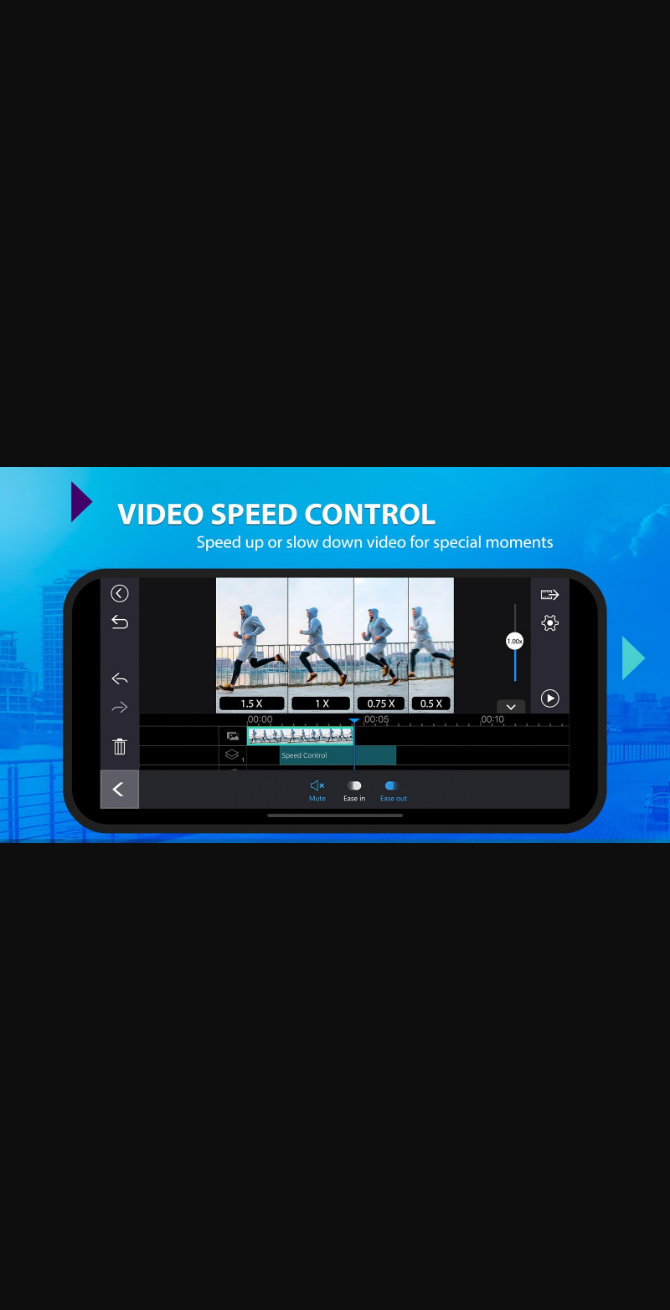 VIDEO SPEED CONTROL
Speed up or slow down video for special moments
1.00x
1.5 X 1 X 0.75 X 0.5 X
00:00 00:05 00:10
1
Speed Control
Mute Ease in Ease out